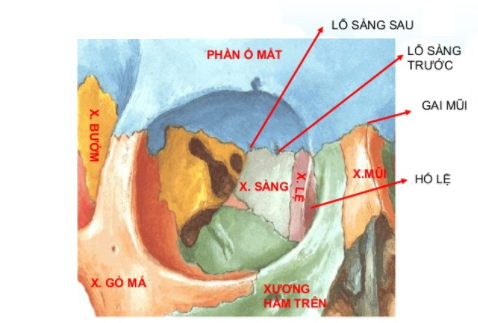 LỖ SÀNG SAU
PHẦN Ổ MẮT
LỖ SÀNG
TRƯỚC
GAI MŨI
X. BƯỚM
X. SÀNG
X. LỆ
X.MŨI
HỐ LỆ
X. GÒ MÁ
XƯƠNG
HÀM TRÊN